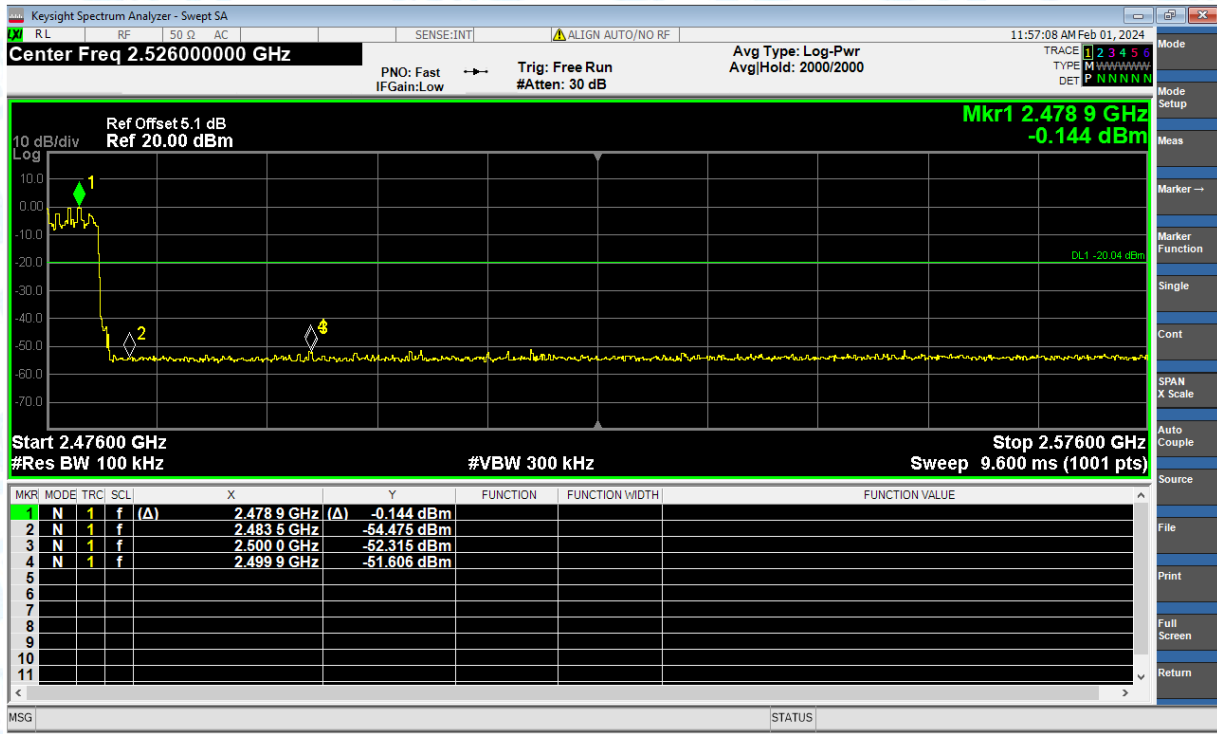 Keysight Spectrum Analyzer - Swept SA
LXI RL RF 50 Ω AC SENSE:INT ALIGN AUTO/NO RF 11:57:08 AM Feb 01, 2024
Center Freq 2.526000000 GHz Avg Type: Log-Pwr TRACE 1 2 3 4 5 6
PNO: Fast Trig: Free Run Avg|Hold: 2000/2000 TYPE M WWWWW
IFGain:Low #Atten: 30 dB DET P N N N N N
Mkr1 2.478 9 GHz
Ref Offset 5.1 dB
10 dB/div Ref 20.00 dBm -0.144 dBm
Log
10.0
1
0.00
-10.0
-20.0
DL1 -20.04 dBm
-30.0
-40.0
2
4
-50.0
-60.0
-70.0
Start 2.47600 GHz Stop 2.57600 GHz
#Res BW 100 kHz #VBW 300 kHz Sweep 9.600 ms (1001 pts)
MKR MODE TRC SCL X Y FUNCTION FUNCTION WIDTH FUNCTION VALUE
1 N 1 f (Δ) 2.478 9 GHz (Δ) -0.144 dBm
2 N 1 f 2.483 5 GHz -54.475 dBm
3 N 1 f 2.500 0 GHz -52.315 dBm
4 N 1 f 2.499 9 GHz -51.606 dBm
5
6
7
8
9
10
11
MSG STATUS
Mode
Mode
Setup
Meas
Marker →
Marker
Function
Single
Cont
SPAN
X Scale
Auto
Couple
Source
File
Print
Full
Screen
Return